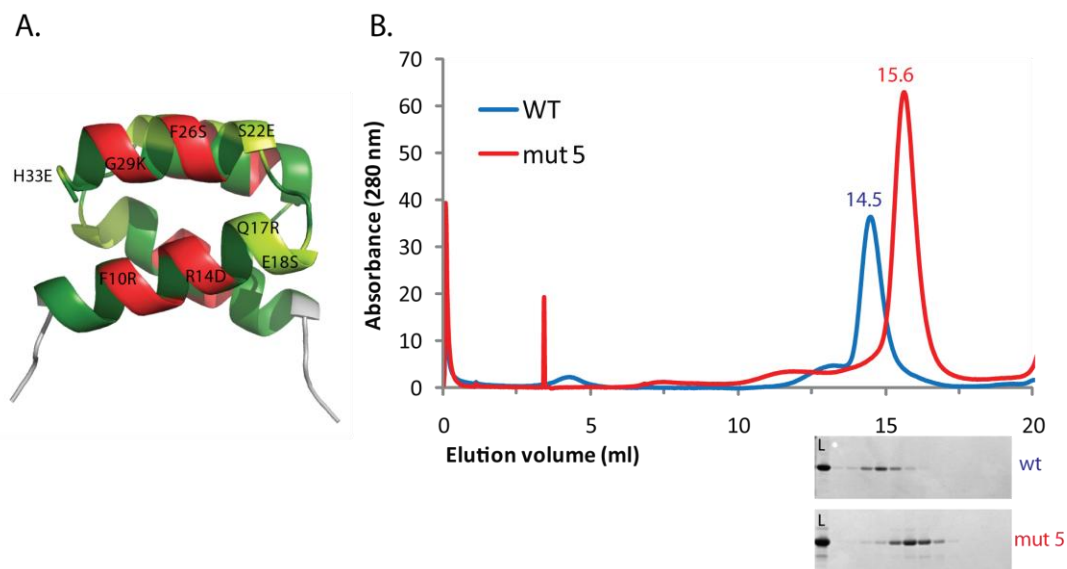 A.
B.
F26S
S22E
G29K
H33E
Q17R
E18S
F10R
R14D
70
60
50
40
30
20
10
0
Absorbance (280 nm)
WT
mut 5
15.6
14.5
0
5
10
15
20
Elution volume (ml)
L
wt
L
mut 5